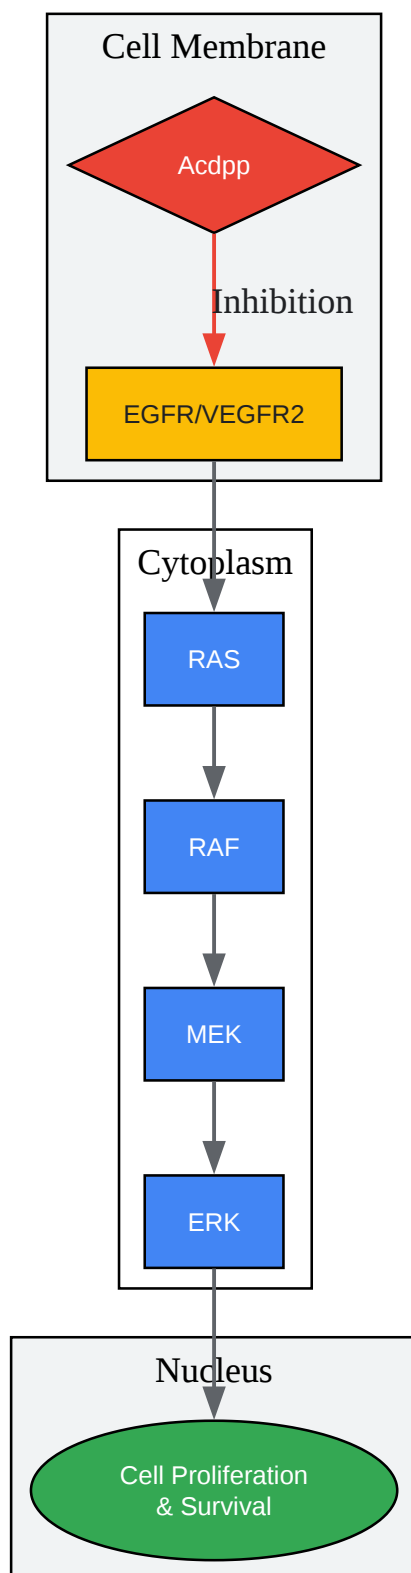 Cell Membrane
Acdpp
Inhibition
EGFR/VEGFR2
Cytoplasm
RAS
RAF
MEK
ERK
Nucleus
Cell Proliferation
& Survival